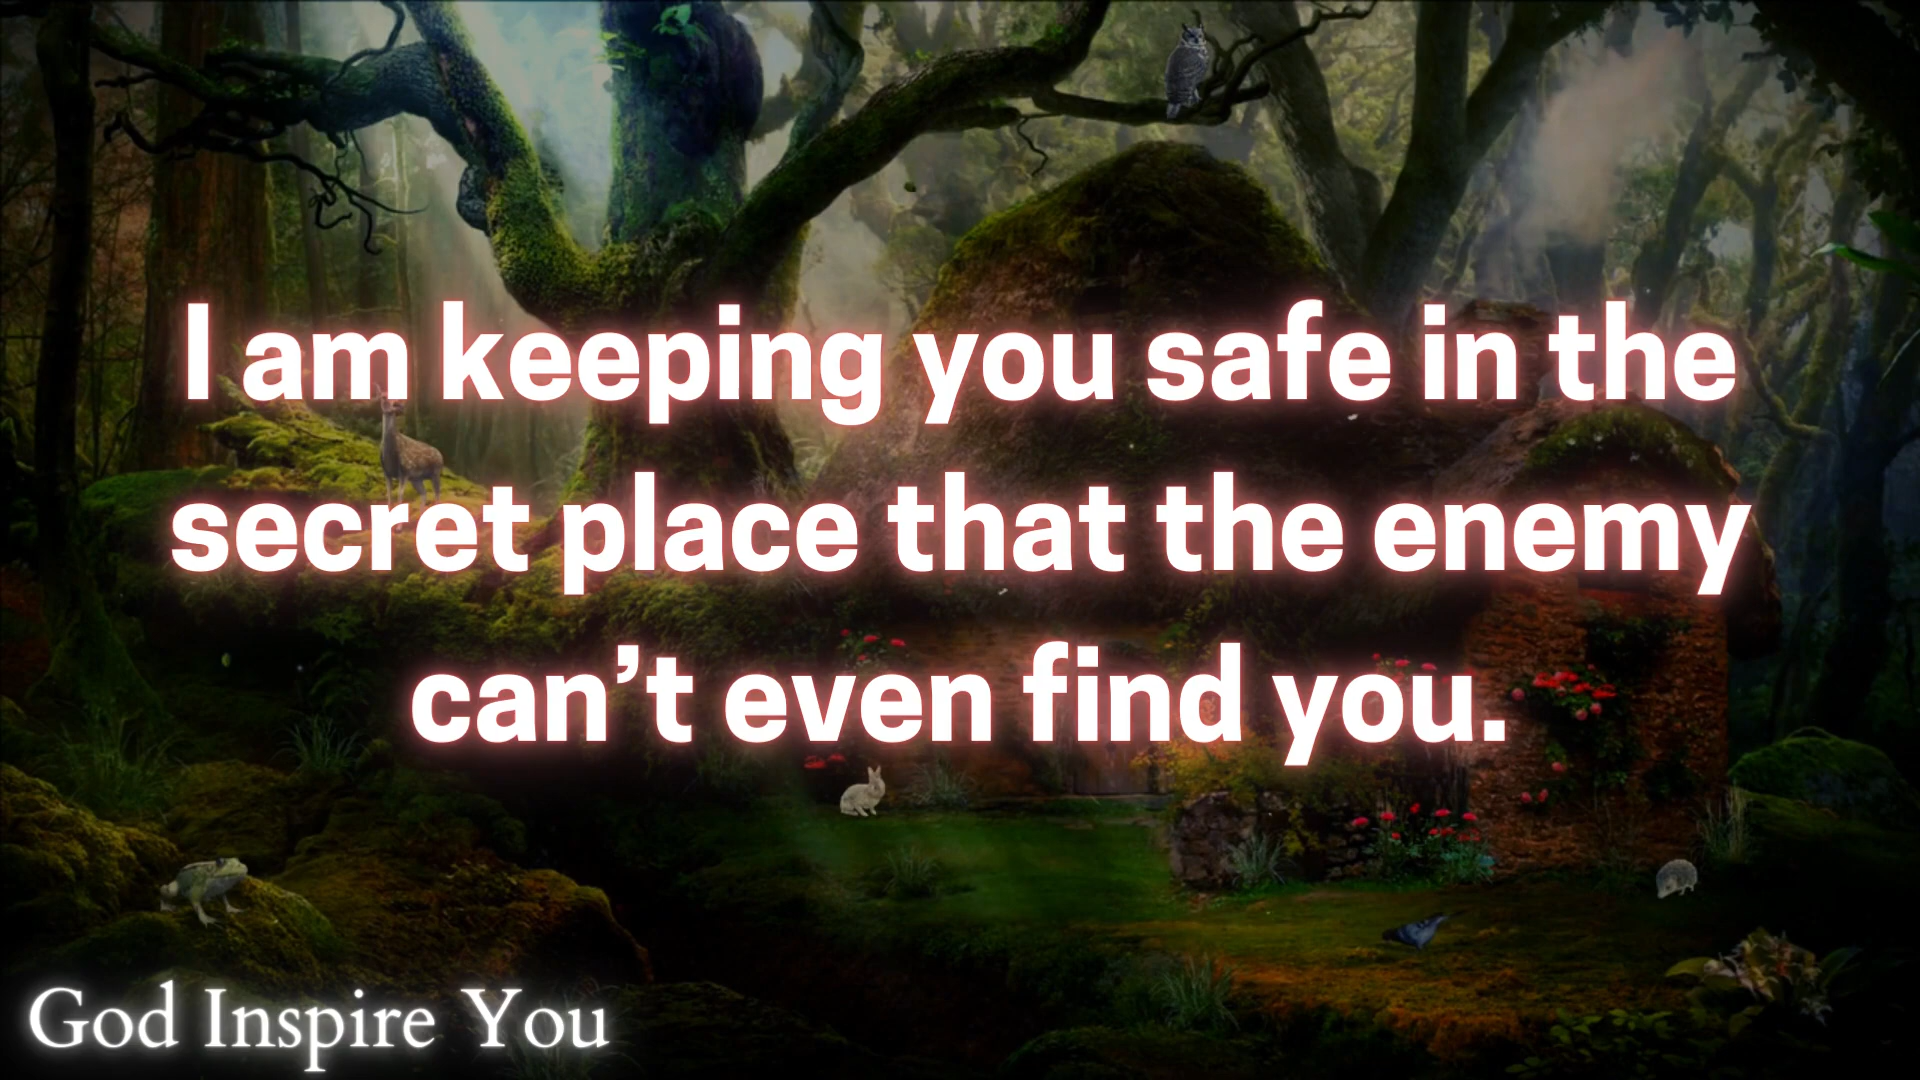 I am keeping you safe in the
secret place that the enemy
can’t even find you.
God Inspire You